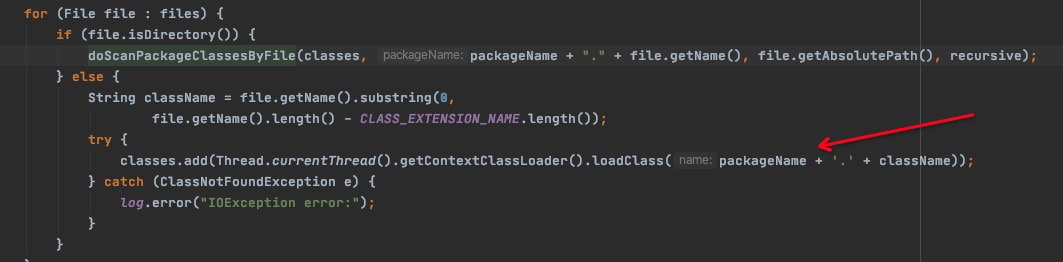 for (File file : files) {
if (file.isDirectory()) {
doScanPackageClassesByFile(classes, packageName: packageName + "." + file.getName(), file.getAbsolutePath(), recursive);
} else {
String className = file.getName().substring(0,
file.getName().length() - CLASS_EXTENSION_NAME.length());
try {
classes.add(Thread.currentThread().getContextClassLoader().loadClass( name: packageName + '.' + className));
} catch (ClassNotFoundException e) {
log.error("IOException error:");
}
}